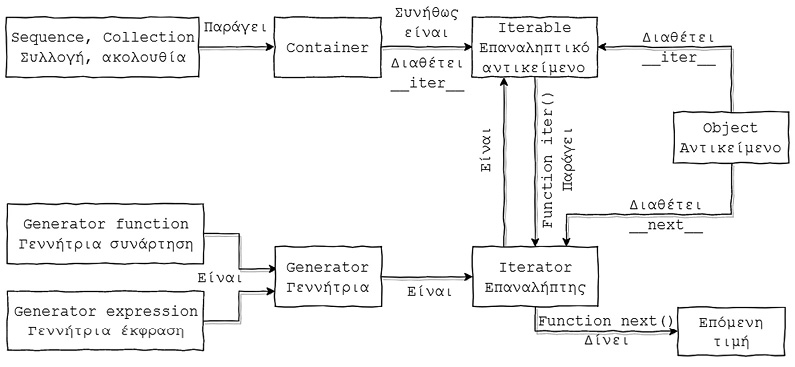 Sequence, Collection
Συλλογή, ακολουθία
Παράγει
Container
Συνήθως
είναι
Διαθέτει
__iter__
Iterable
Επαναληπτικό
αντικείμενο
Διαθέτει
__iter__
Object
Αντικείμενο
Είναι
Function iter()
Παράγει
Διαθέτει
__next__
Generator function
Γεννήτρια συνάρτηση
Είναι
Generator expression
Γεννήτρια έκφραση
Generator
Γεννήτρια
Είναι
Iterator
Επαναλήπτης
Function next()
Δίνει
Επόμενη
τιμή